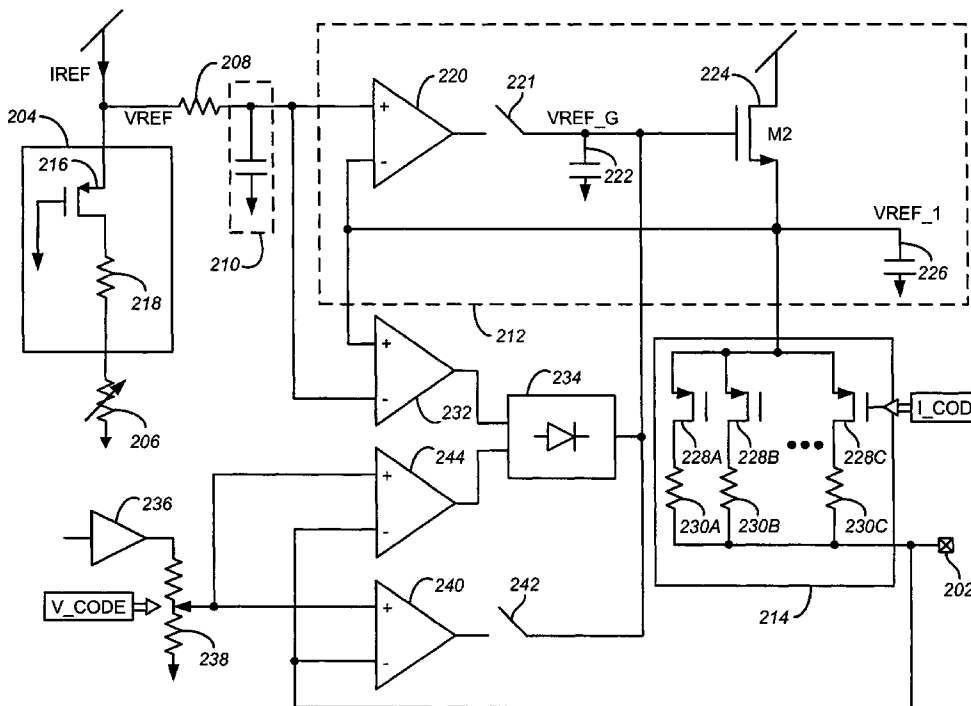 IREF
208
VREF
204
216
218
206
210
+
-
220
221
VREF_G
222
224
M2
VREF_1
226
212
+
-
232
234
244
+
-
228A
228B
228C
I_COD
230A
230B
230C
236
V_CODE
238
240
+
-
242
214
202